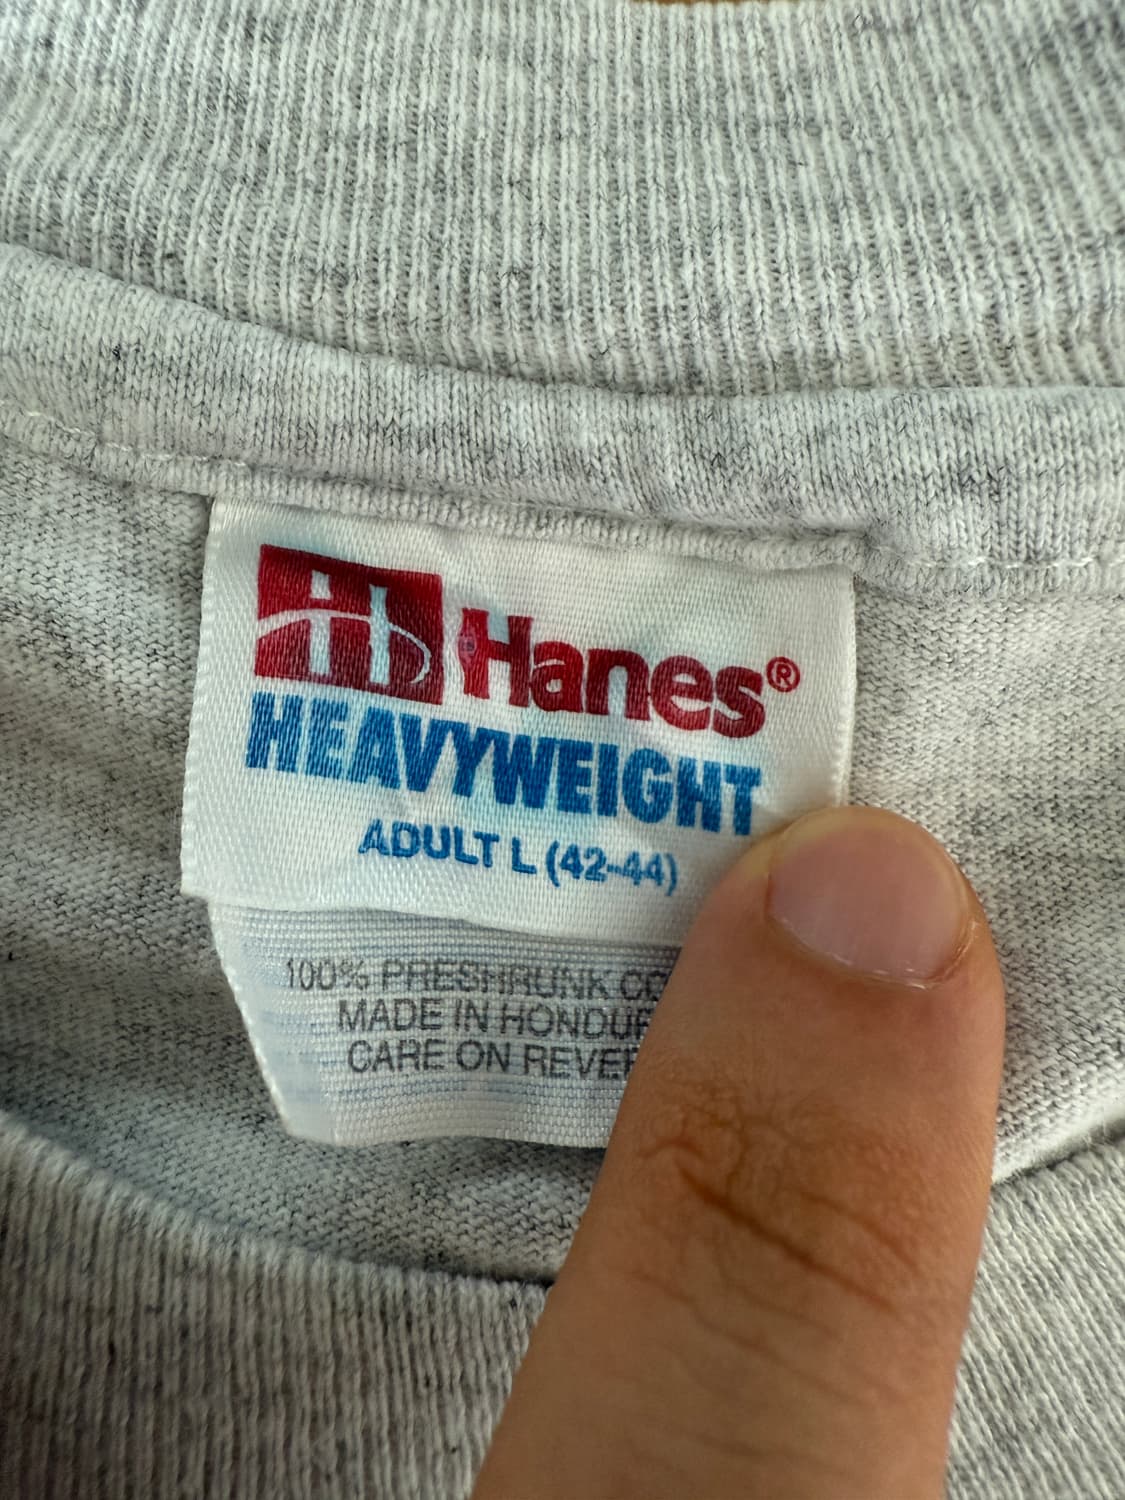 Hanes®
HEAVYWEIGHT
ADULT L (42-44)
100% PRESHRUNK
MADE IN
CARE ON